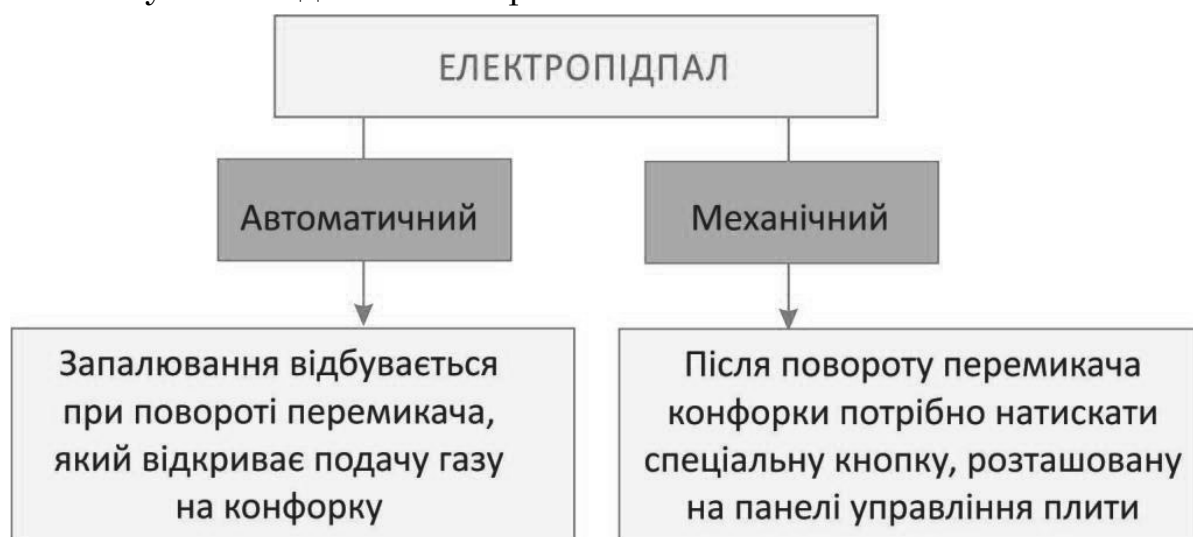 ЕЛЕКТРОПІДПАЛ
Автоматичний
Механічний
Запалювання відбувається
при повороті перемикача,
який відкриває подачу газу
на конфорку
Після повороту перемикача
конфорки потрібно натискати
спеціальну кнопку, розташовану
на панелі управління плити